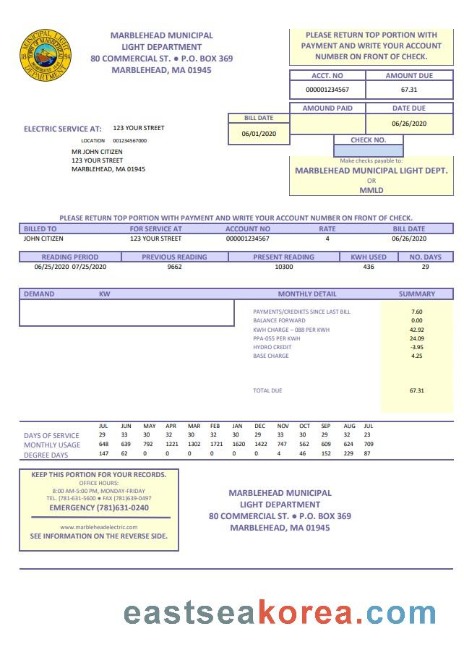 MARBLEHEAD MUNICIPAL
LIGHT DEPARTMENT
80 COMMERCIAL ST. ● P.O. BOX 369
MARBLEHEAD, MA 01945
PLEASE RETURN TOP PORTION WITH
PAYMENT AND WRITE YOUR ACCOUNT
NUMBER ON FRONT OF CHECK.
ACCT. NO AMOUNT DUE
000001234567 67.31
AMOUNT PAID DATE DUE
06/26/2020
BILL DATE
06/01/2020
CHECK NO.
Make checks payable to:
MARBLEHEAD MUNICIPAL LIGHT DEPT.
OR
MMLD
ELECTRIC SERVICE AT: 123 YOUR STREET
LOCATION 001234567000
MR JOHN CITIZEN
123 YOUR STREET
MARBLEHEAD, MA 01945
PLEASE RETURN TOP PORTION WITH PAYMENT AND WRITE YOUR ACCOUNT NUMBER ON FRONT OF CHECK.
BILLED TO FOR SERVICE AT ACCOUNT NO RATE BILL DATE
JOHN CITIZEN 123 YOUR STREET 000001234567 4 06/26/2020
READING PERIOD PREVIOUS READING PRESENT READING KWH USED NO. DAYS
06/25/2020 07/25/2020 9662 10300 436 29
DEMAND KW MONTHLY DETAIL SUMMARY
PAYMENTS/CREDKTS SINCE LAST BILL 7.60
BALANCE FORWARD 0.00
KWH CHARGE – 088 PER KWH 42.92
PPA-055 PER KWH 24.09
HYDRO CREDIT -3.95
BASE CHARGE 4.25
TOTAL DUE 67.31
JUL JUN MAY APR MAR FEB JAN DEC NOV OCT SEP AUG JUL
DAYS OF SERVICE 29 33 30 32 30 32 30 29 33 30 29 32 23
MONTHLY USAGE 648 639 792 1221 1302 1721 1620 1422 747 562 609 624 709
DEGREE DAYS 147 62 0 0 0 0 0 0 4 46 152 229 87
KEEP THIS PORTION FOR YOUR RECORDS.
OFFICE HOURS:
8:00 AM-5:00 PM, MONDAY-FRIDAY
TEL. (781)-631-5600 ● FAX (781)639-0497
EMERGENCY (781)631-0240
www.marbleheadelectric.com
SEE INFORMATION ON THE REVERSE SIDE.
MARBLEHEAD MUNICIPAL
LIGHT DEPARTMENT
80 COMMERCIAL ST. ● P.O. BOX 369
MARBLEHEAD, MA 01945
eastseakorea.com